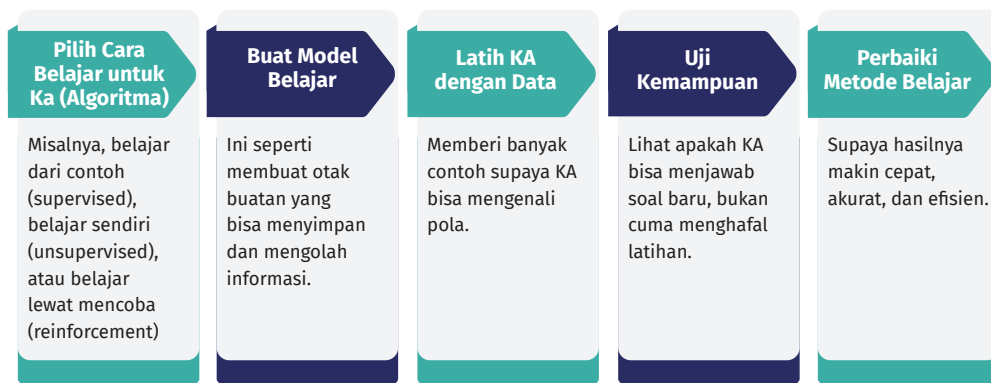 Pilih Cara
Belajar untuk
Ka (Algoritma)
Misalnya, belajar
dari contoh
(supervised),
belajar sendiri
(unsupervised),
atau belajar
lewat mencoba
(reinforcement)
Buat Model
Belajar
Ini seperti
membuat otak
buatan yang
bisa menyimpan
dan mengolah
informasi.
Latih KA
dengan Data
Memberi banyak
contoh supaya KA
bisa mengenali
pola.
Uji
Kemampuan
Lihat apakah KA
bisa menjawab
soal baru, bukan
cuma menghafal
latihan.
Perbaiki
Metode Belajar
Supaya hasilnya
makin cepat,
akurat, dan efisien.